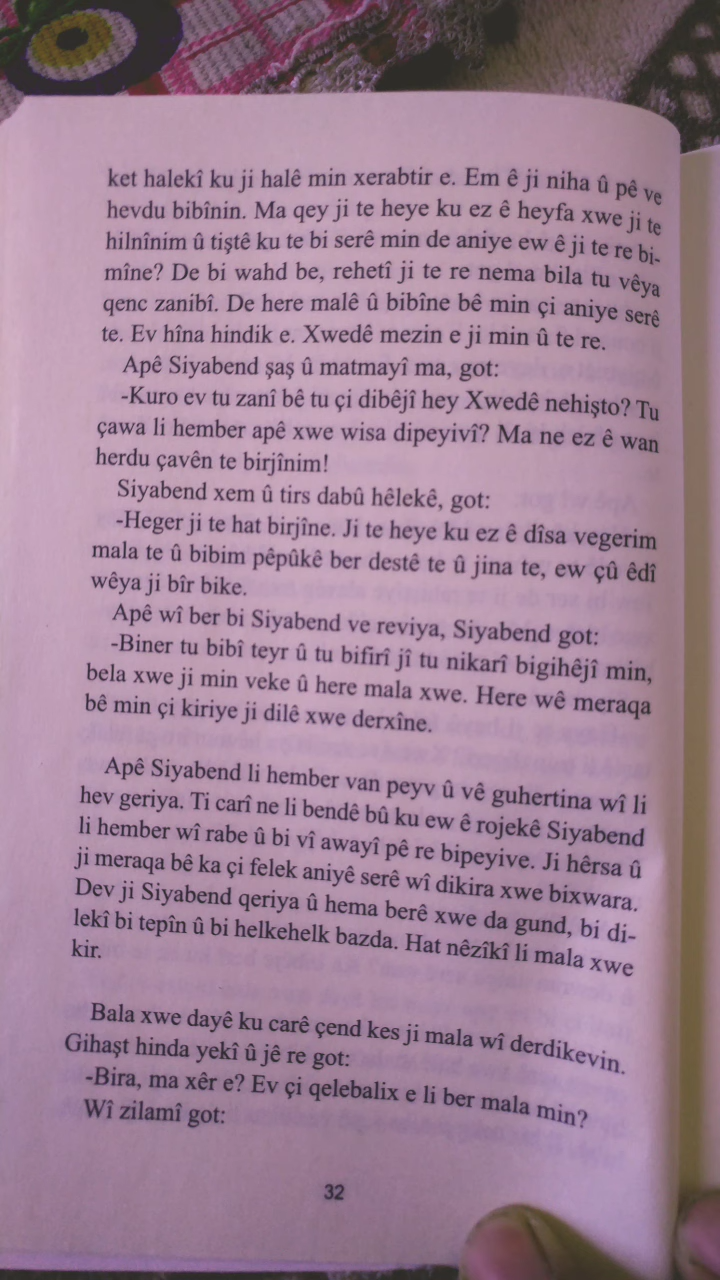 ket halekî ku ji halê min xerabtir e. Em ê ji niha û pê ve
hevdu bibînin. Ma qey ji te heye ku ez ê heyfa xwe ji te
hilnînim û tiştê ku te bi serê min de aniye ew ê ji te re bi-
mîne? De bi wahd be, rehetî ji te re nema bila tu vêya
qenc zanibî. De here malê û bibîne bê min çi aniye serê
te. Ev hîna hindik e. Xwedê mezin e ji min û te re.
Apê Siyabend şaş û matmayî ma, got:
-Kuro ev tu zanî bê tu çi dibêjî hey Xwedê nehişto? Tu
çawa li hember apê xwe wisa dipeyivî? Ma ne ez ê wan
herdu çavên te birjînim!
Siyabend xem û tirs dabû hêlekê, got:
-Heger ji te hat birjîne. Ji te heye ku ez ê dîsa vegerim
mala te û bibim pêpûkê ber destê te û jina te, ew çû êdî
wêya ji bîr bike.
Apê wî ber bi Siyabend ve reviya, Siyabend got:
-Biner tu bibî teyr û tu bifirî jî tu nikarî bigihêjî min,
bela xwe ji min veke û here mala xwe. Here wê meraqa
bê min çi kiriye ji dilê xwe derxîne.
Apê Siyabend li hember van peyv û vê guhertina wî li
hev geriya. Ti carî ne li bendê bû ku ew ê rojekê Siyabend
li hember wî rabe û bi vî awayî pê re bipeyive. Ji hêrsa û
ji meraqa bê ka çi felek aniyê serê wî dikira xwe bixwara.
Dev ji Siyabend qeriya û hema berê xwe da gund, bi di-
lekî bi tepîn û bi helkehelk bazda. Hat nêzîkî li mala xwe
kir.
Bala xwe dayê ku carê çend kes ji mala wî derdikevin.
Gihaşt hinda yekî û jê re got:
-Bira, ma xêr e? Ev çi qelebalix e li ber mala min?
Wî zilamî got:
32